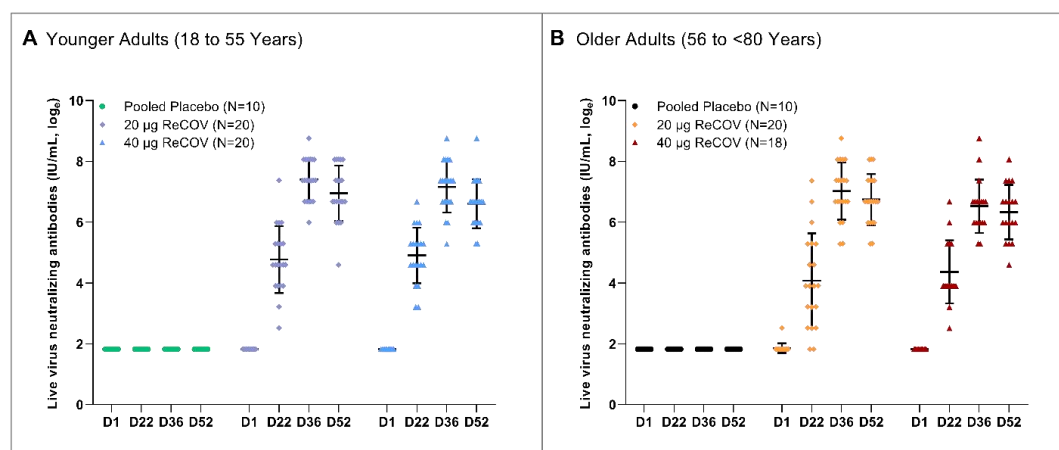 A Younger Adults (18 to 55 Years)
Live virus neutralizing antibodies (IU/mL, logₑ)
10
8
6
4
2
0
Pooled Placebo (N=10)
20 µg ReCOV (N=20)
40 µg ReCOV (N=20)
D1 D22 D36 D52 D1 D22 D36 D52 D1 D22 D36 D52
B Older Adults (56 to <80 Years)
Live virus neutralizing antibodies (IU/mL, logₑ)
10
8
6
4
2
0
Pooled Placebo (N=10)
20 µg ReCOV (N=20)
40 µg ReCOV (N=18)
D1 D22 D36 D52 D1 D22 D36 D52 D1 D22 D36 D52